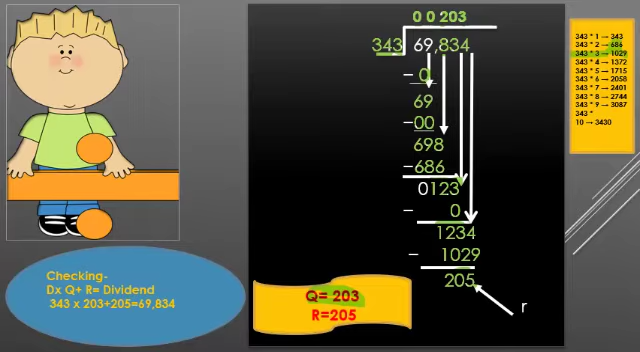 0 0 203
343 69,834
– 0
69
– 00
698
– 686
0123
– 0
1234
– 1029
205
r
Q= 203
R=205
Checking-
Dx Q+ R= Dividend
343 x 203+205=69,834
343 * 1 → 343
343 * 2 → 686
343 * 3 → 1029
343 * 4 → 1372
343 * 5 → 1715
343 * 6 → 2058
343 * 7 → 2401
343 * 8 → 2744
343 * 9 → 3087
343 *
10 → 3430